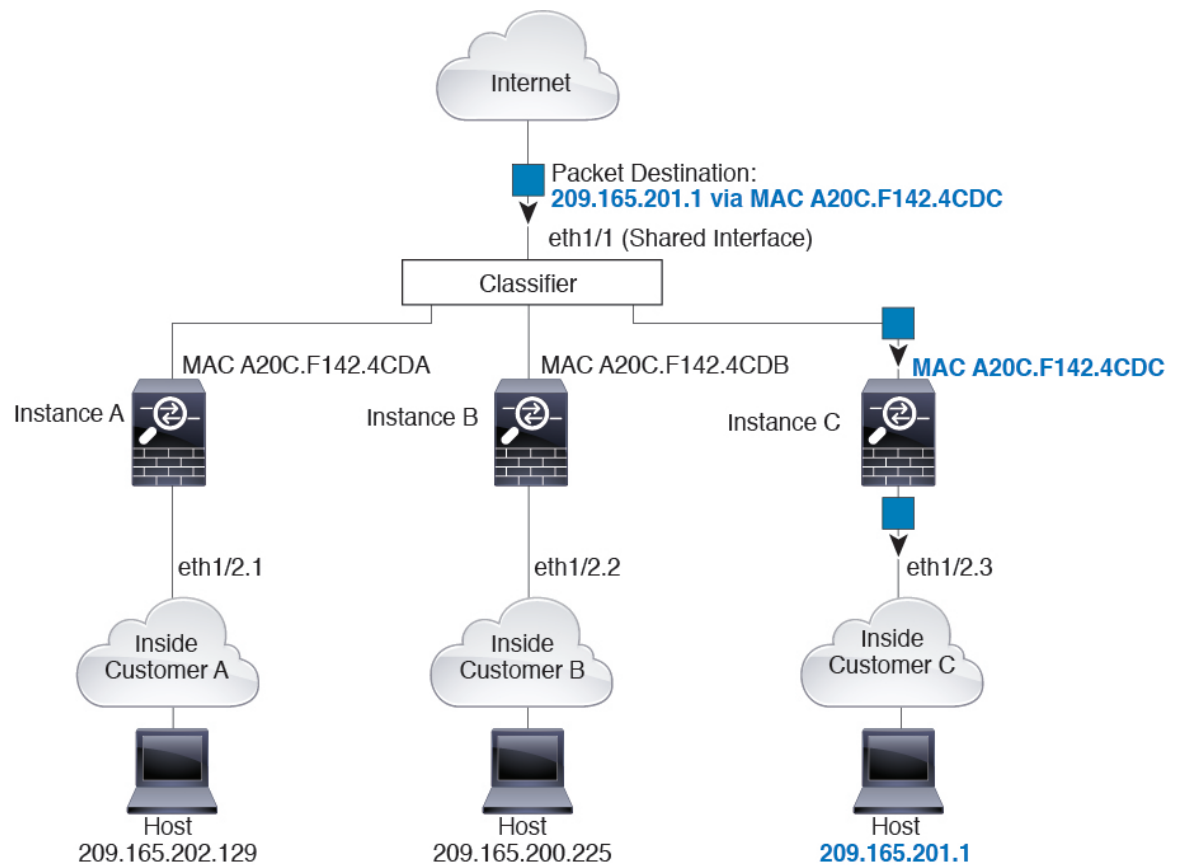 Internet
Packet Destination:
209.165.201.1 via MAC A20C.F142.4CDC
eth1/1 (Shared Interface)
Classifier
MAC A20C.F142.4CDA
MAC A20C.F142.4CDB
MAC A20C.F142.4CDC
Instance A
Instance B
Instance C
eth1/2.1
eth1/2.2
eth1/2.3
Inside
Customer A
Inside
Customer B
Inside
Customer C
Host
209.165.202.129
Host
209.165.200.225
Host
209.165.201.1